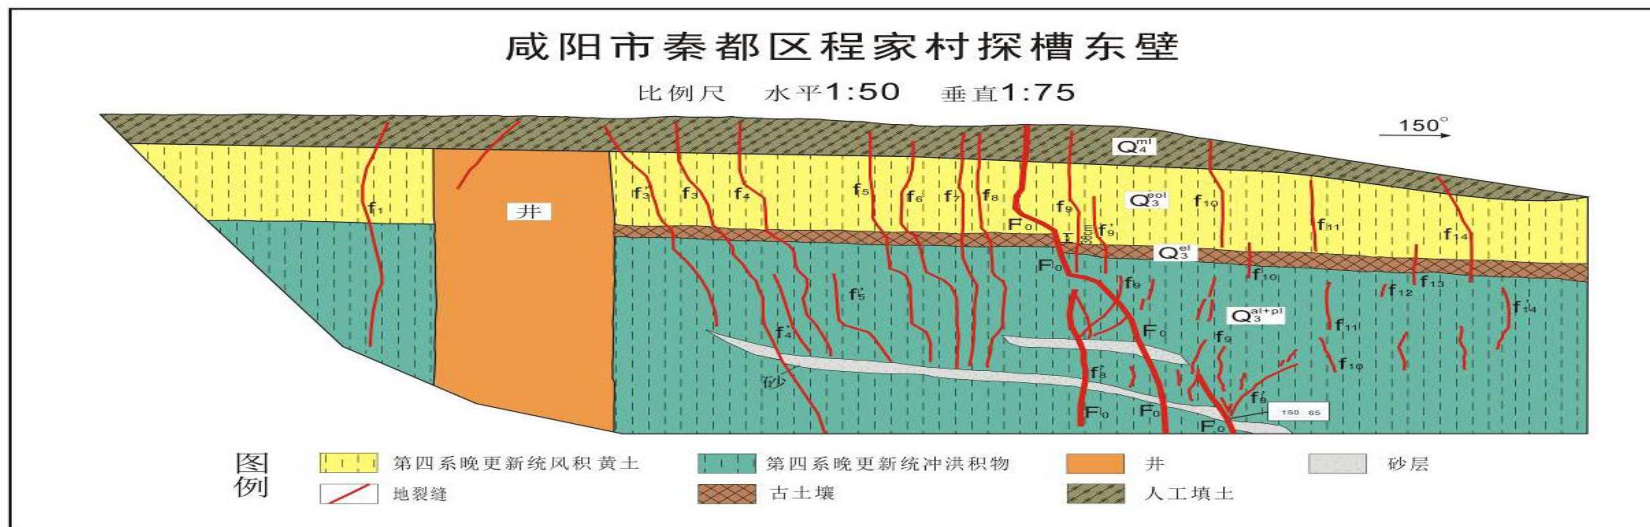 咸阳市秦都区程家村探槽东壁
比例尺 水平1:50 垂直1:75
150°
Q₄ᵐˡ
f₁
井
f₃'
f₃
f₄
f₅
f₆
f₇
f₈
f₉
f₉'
Q₃ᵉᵒˡ
f₁₀
f₁₁
f₁₄
F₀
36cm
Q₃ᵉˡ
F₀
f₉
f₁₀
f₁₂
f₁₃
f₅'
Q₃ᵃˡ⁺ᵖˡ
f₁₄'
f₄'
F₀
f₁₁
f₉
砂
f₈'
f₁₀
f₉'
F₀
F₀
150 65
F₀
图例
第四系晚更新统风积黄土
第四系晚更新统冲洪积物
井
砂层
地裂缝
古土壤
人工填土